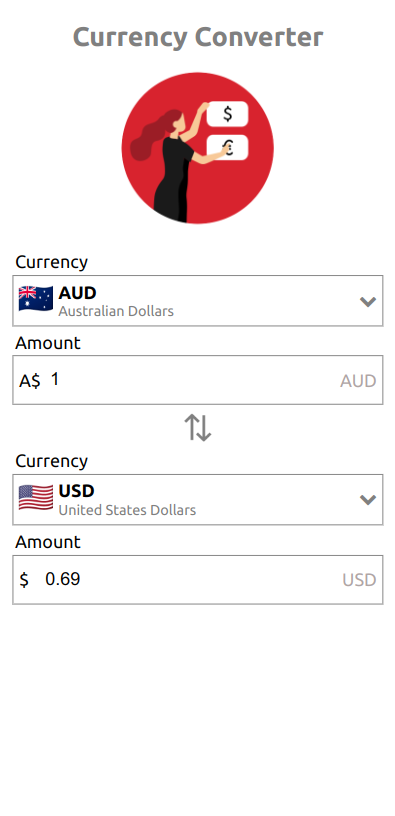 Currency Converter
$
€
Currency
AUD
Australian Dollars
Amount
A$ 1 AUD
Currency
USD
United States Dollars
Amount
$ 0.69 USD